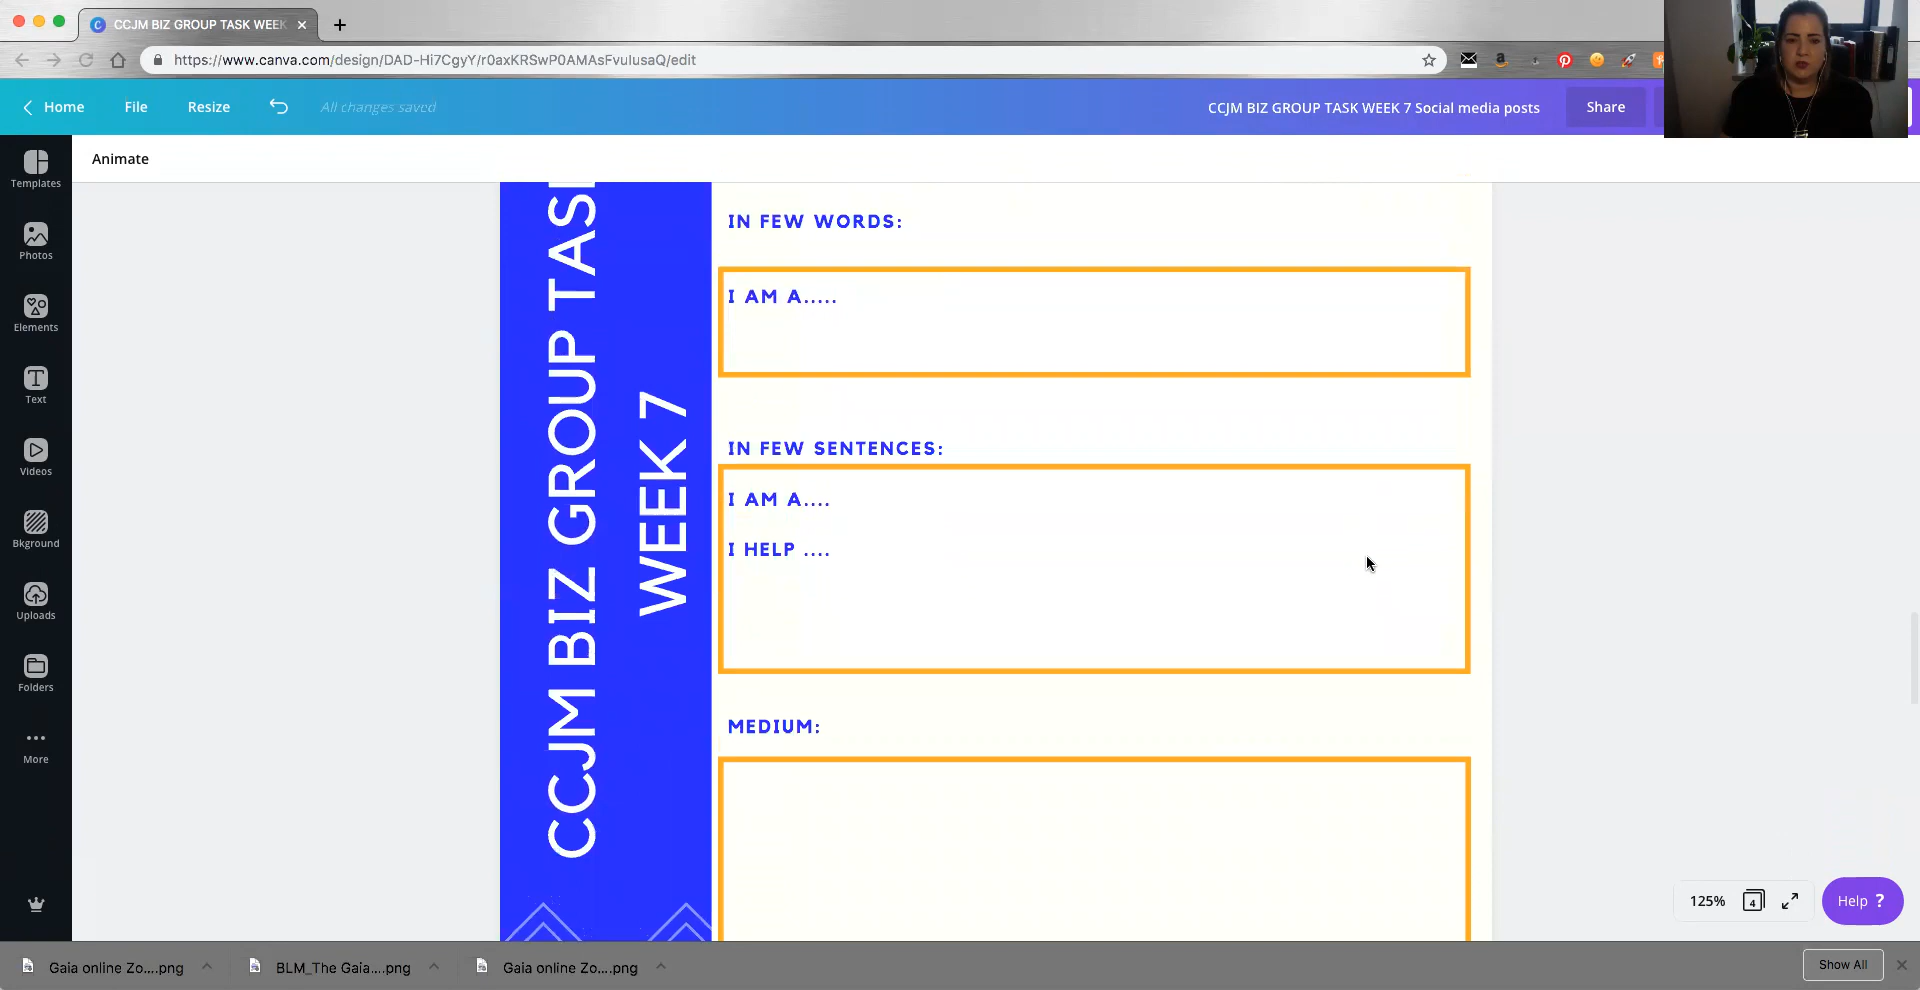 CCJM BIZ GROUP TASK WEEK
https://www.canva.com/design/DAD-Hi7CgyY/r0axKRSwP0AMAsFvulusaQ/edit
Home
File
Resize
All changes saved
CCJM BIZ GROUP TASK WEEK 7 Social media posts
Share
Animate
Templates
Photos
Elements
Text
Videos
Bkground
Uploads
Folders
More
CCJM BIZ GROUP TASK
WEEK 7
IN FEW WORDS:
I AM A.....
IN FEW SENTENCES:
I AM A....
I HELP ....
MEDIUM:
125%
4
Help ?
Gaia online Zo....png
BLM_The Gaia....png
Gaia online Zo....png
Show All